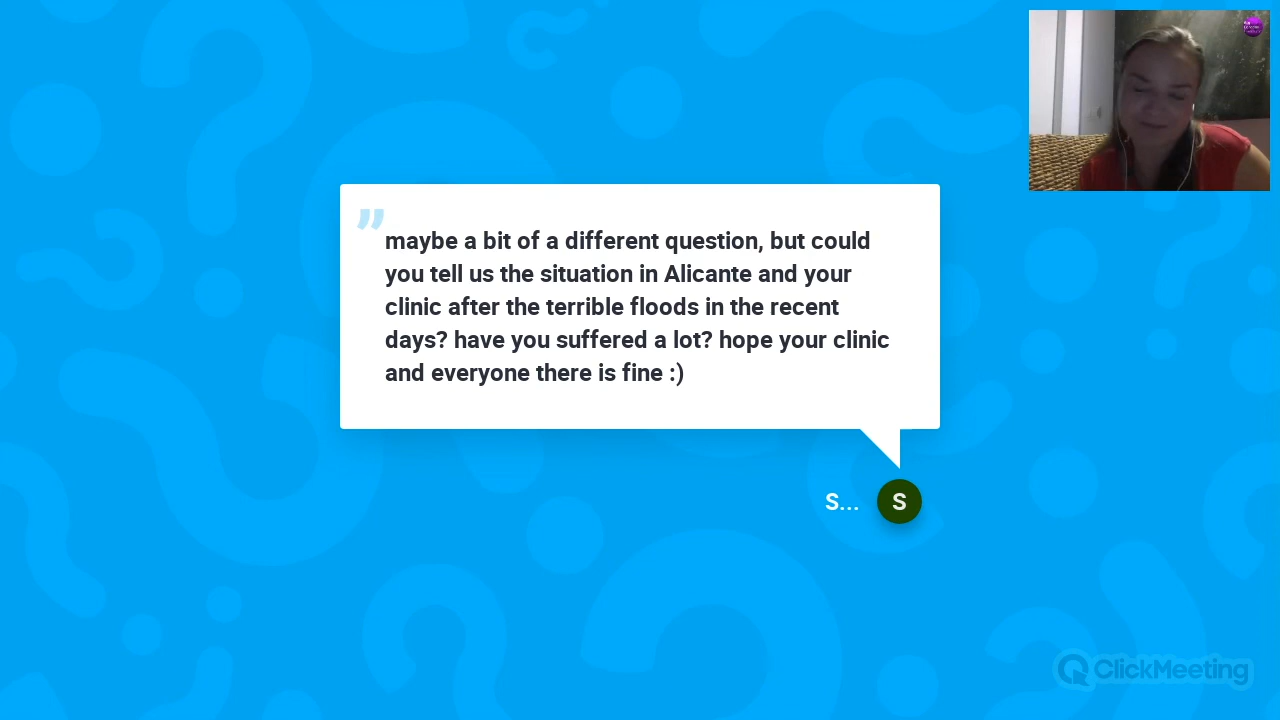 maybe a bit of a different question, but could
you tell us the situation in Alicante and your
clinic after the terrible floods in the recent
days? have you suffered a lot? hope your clinic
and everyone there is fine :)
S... S
ClickMeeting